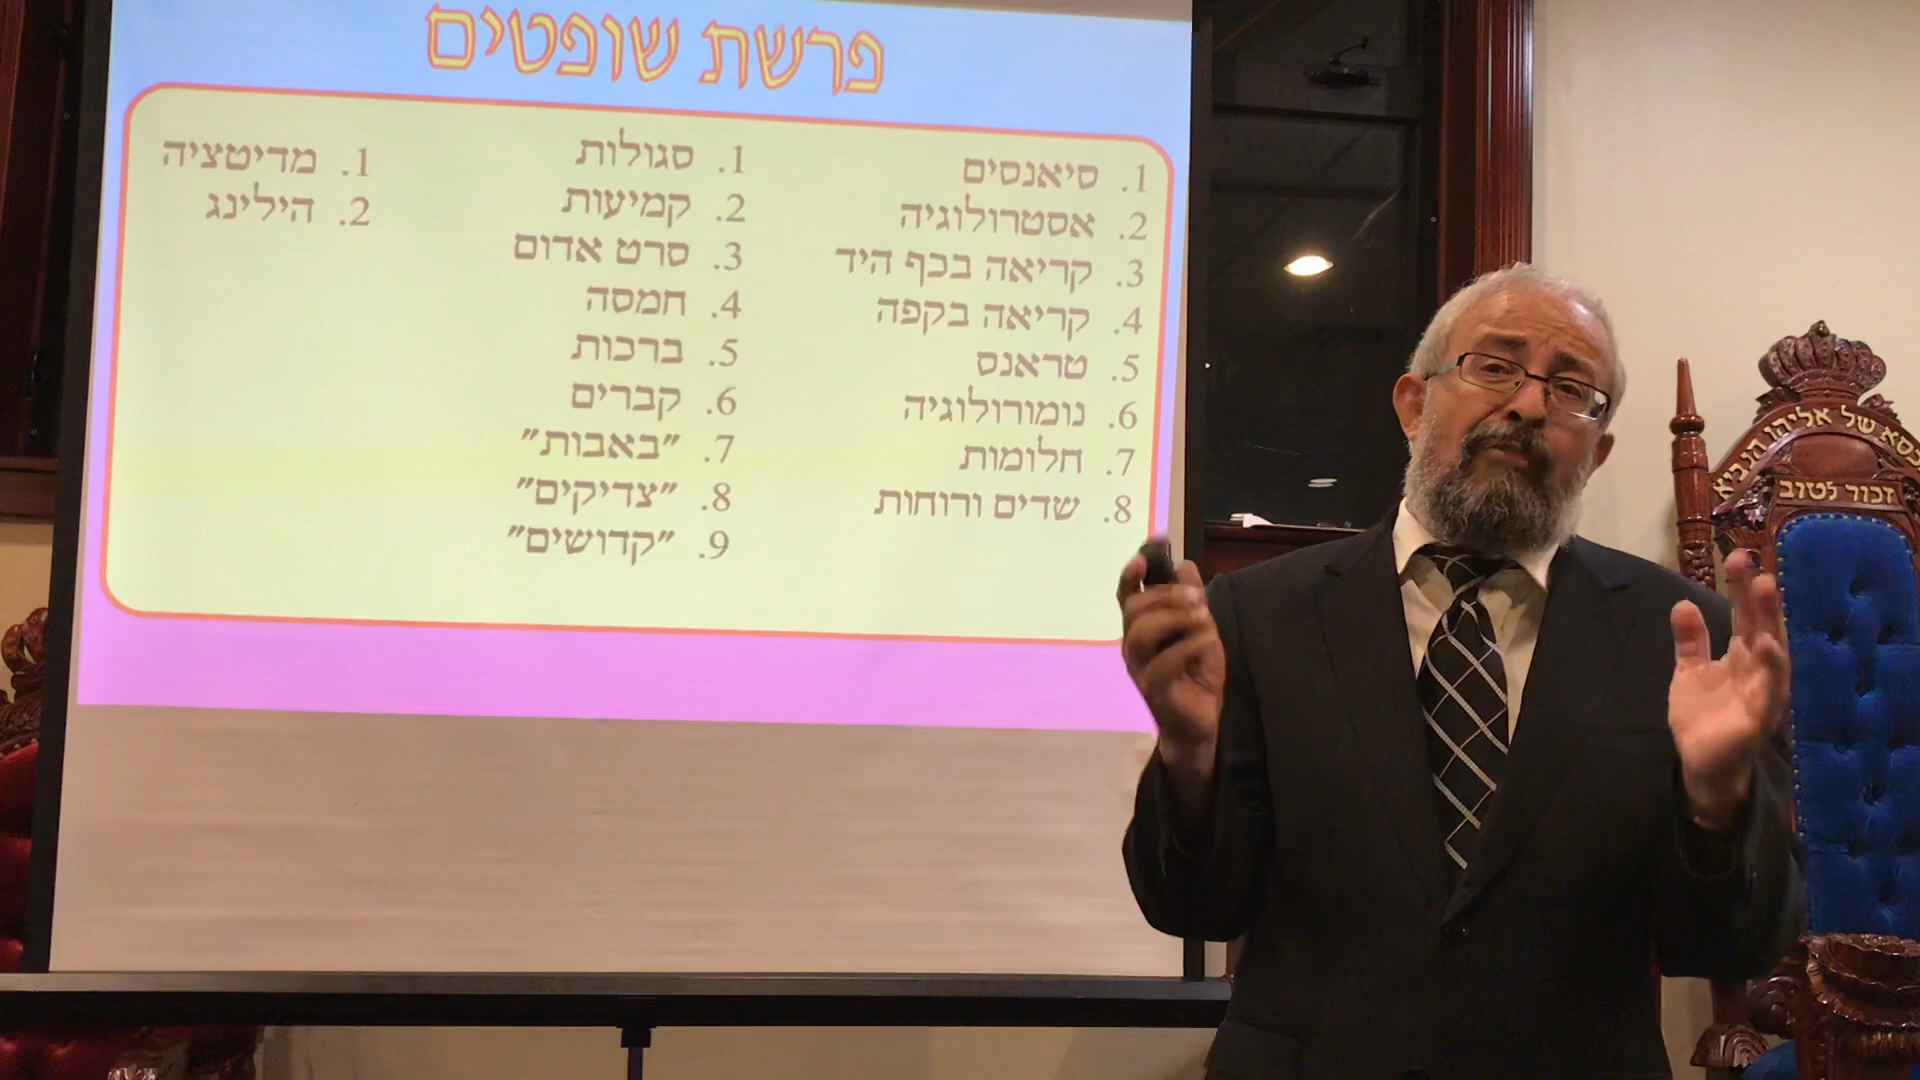 פרשת שופטים
1. סיאנסים
2. אסטרולוגיה
3. קריאה בכף היד
4. קריאה בקפה
5. טראנס
6. נומורולוגיה
7. חלומות
8. שדים ורוחות
1. סגולות
2. קמיעות
3. סרט אדום
4. חמסה
5. ברכות
6. קברים
7. "באבות"
8. "צדיקים"
9. "קדושים"
1. מדיטציה
2. הילינג
כסא של אליהו הנביא
זכור לטוב